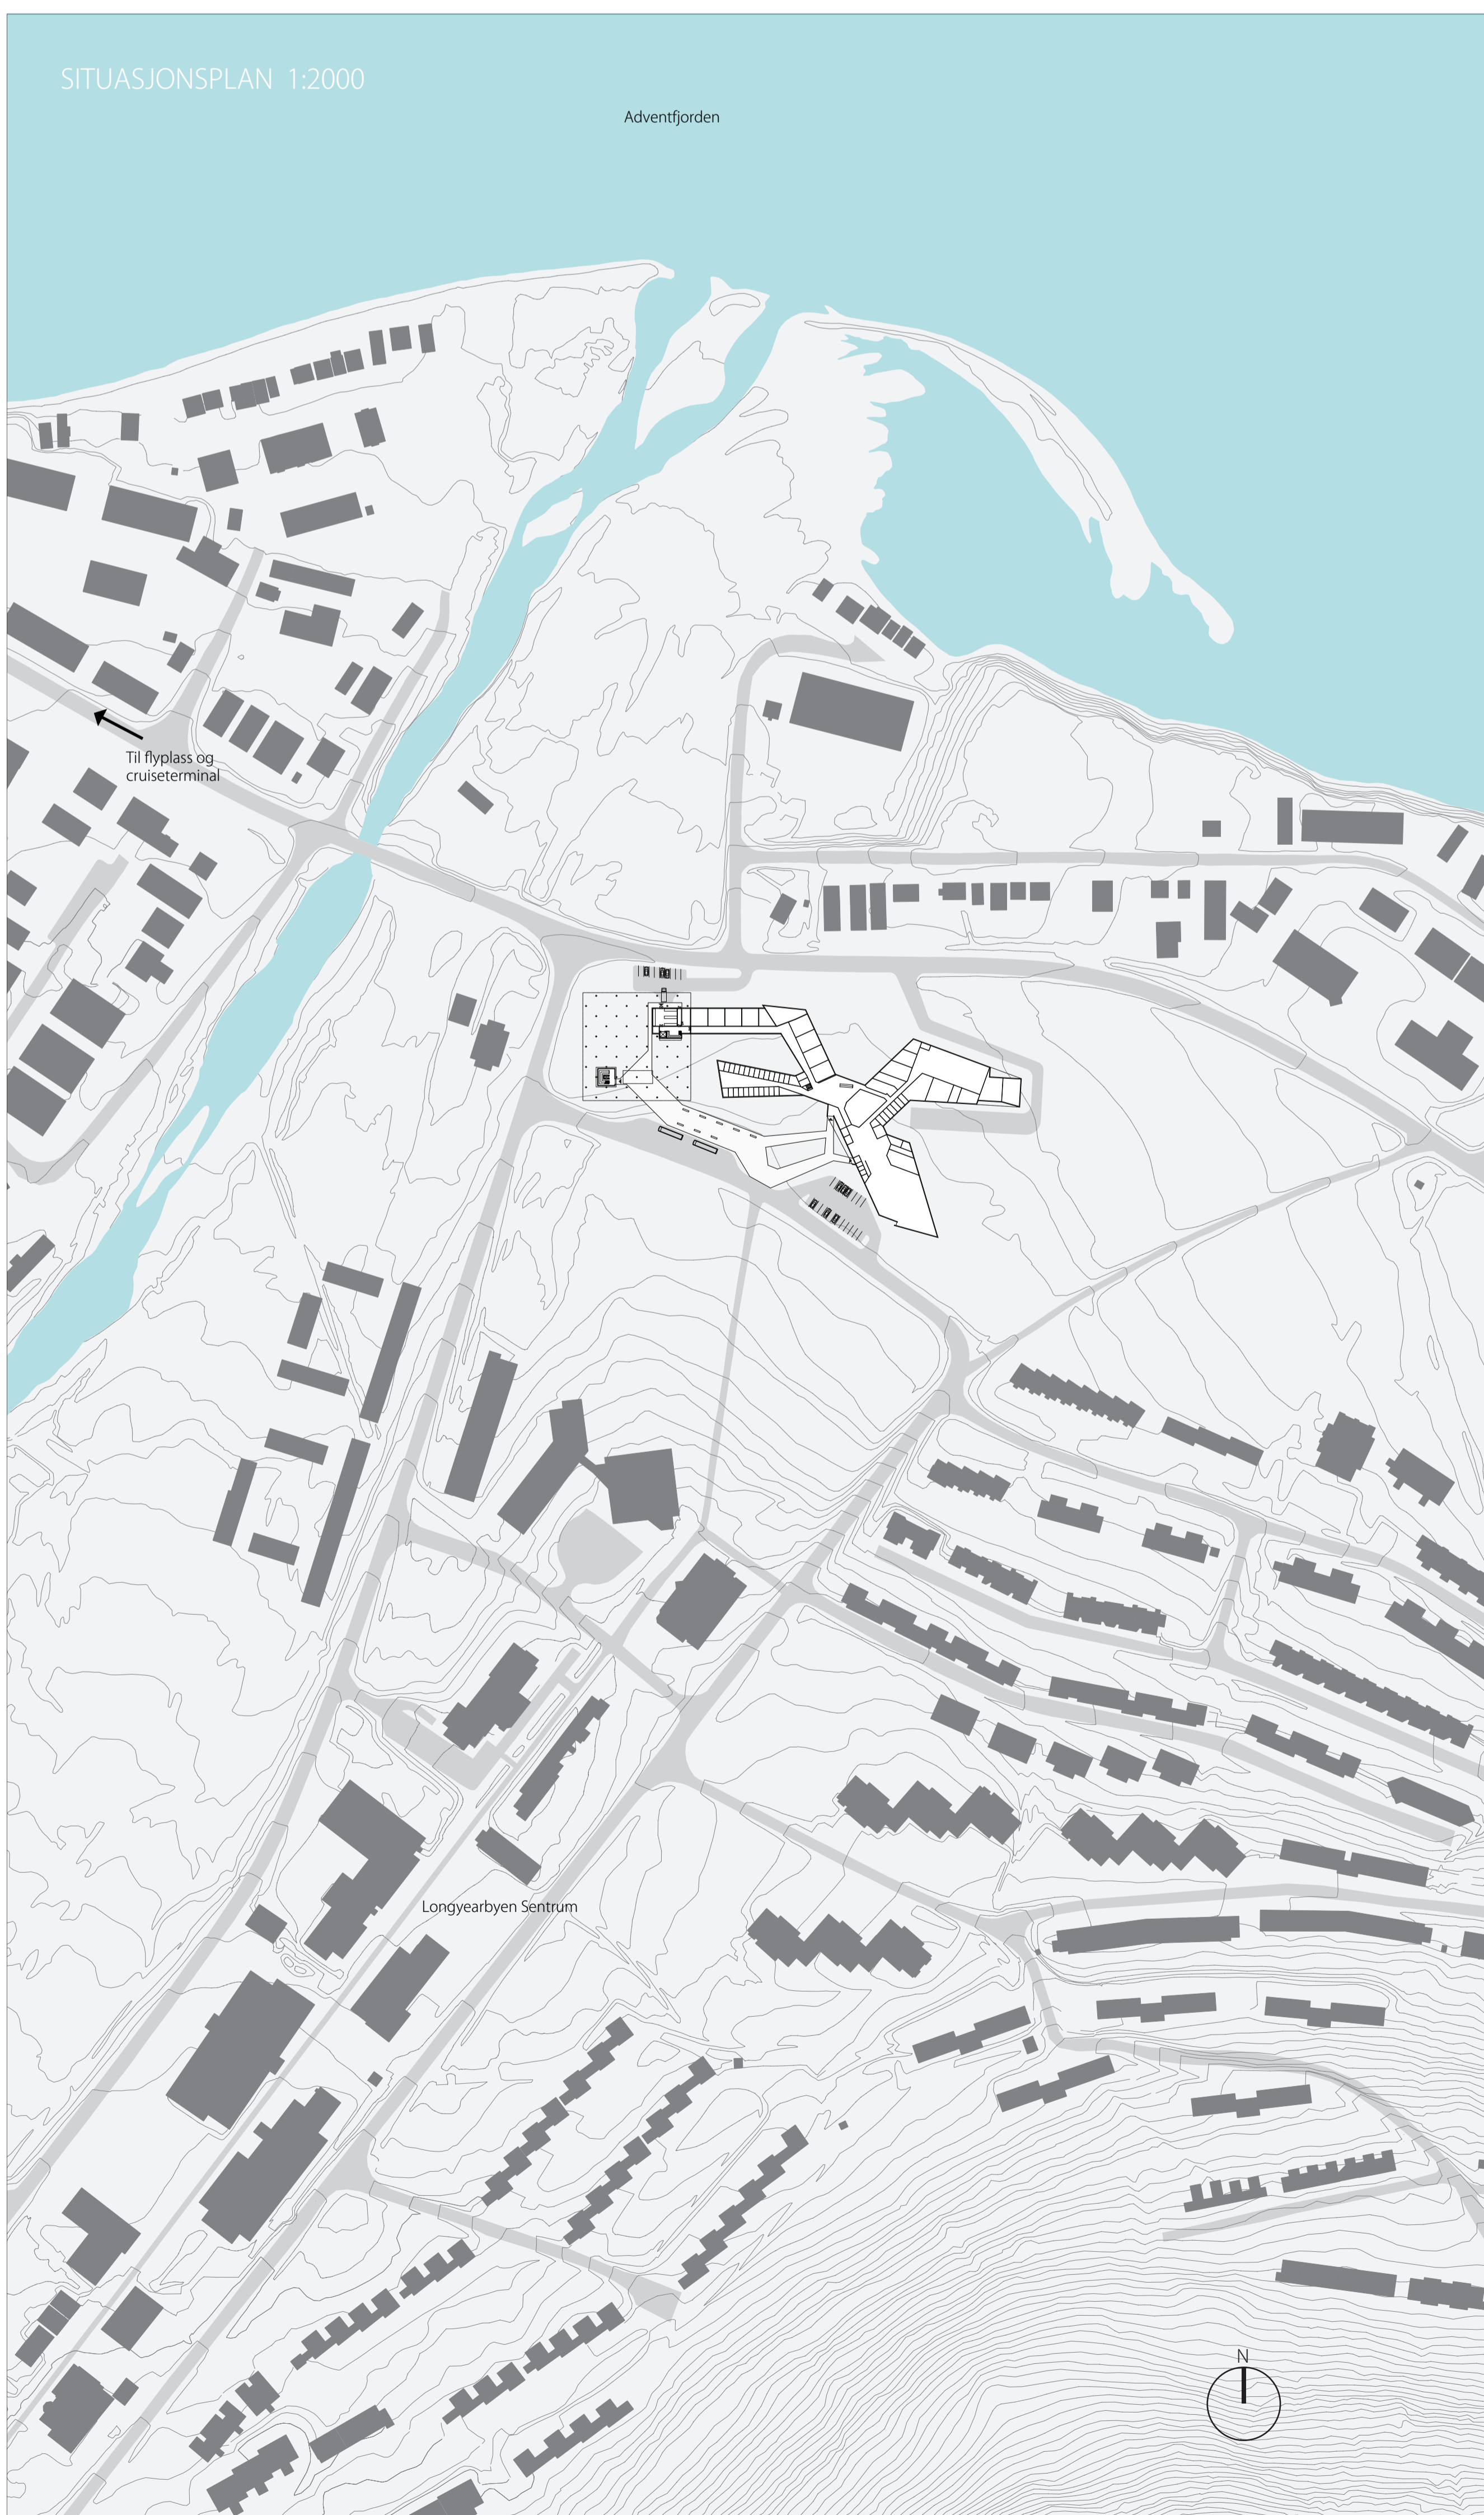 SITUASJONSPLAN 1:2000
Adventfjorden
Til flyplass og
cruiseterminal
Longyearbyen Sentrum
N